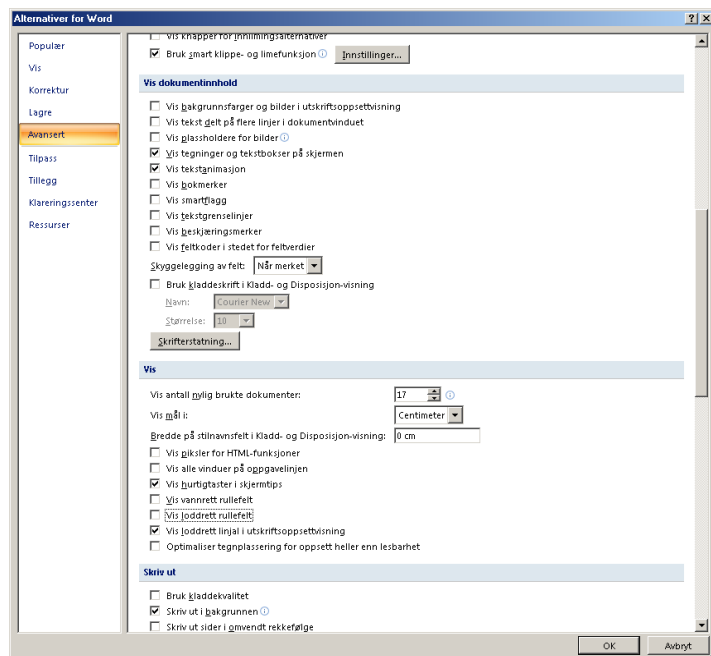 Alternativer for Word
Populær
Vis
Korrektur
Lagre
Avansert
Tilpass
Tillegg
Klareringssenter
Ressurser
Vis knapper for innlimingsalternativer
Bruk smart klippe- og limefunksjon Innstillinger...
Vis dokumentinnhold
Vis bakgrunnsfarger og bilder i utskriftsoppsettvisning
Vis tekst delt på flere linjer i dokumentvinduet
Vis plassholdere for bilder
Vis tegninger og tekstbokser på skjermen
Vis tekstanimasjon
Vis bokmerker
Vis smartflagg
Vis tekstgrenselinjer
Vis beskjæringsmerker
Vis feltkoder i stedet for feltverdier
Skyggelegging av felt: Når merket
Bruk kladdeskrift i Kladd- og Disposisjon-visning
Navn: Courier New
Størrelse: 10
Skrifterstatning...
Vis
Vis antall nylig brukte dokumenter: 17
Vis mål i: Centimeter
Bredde på stilnavnsfelt i Kladd- og Disposisjon-visning: 0 cm
Vis piksler for HTML-funksjoner
Vis alle vinduer på oppgavelinjen
Vis hurtigtaster i skjermtips
Vis vannrett rullefelt
Vis loddrett rullefelt
Vis loddrett linjal i utskriftsoppsettvisning
Optimaliser tegnplassering for oppsett heller enn lesbarhet
Skriv ut
Bruk kladdekvalitet
Skriv ut i bakgrunnen
Skriv ut sider i omvendt rekkefølge
OK Avbryt